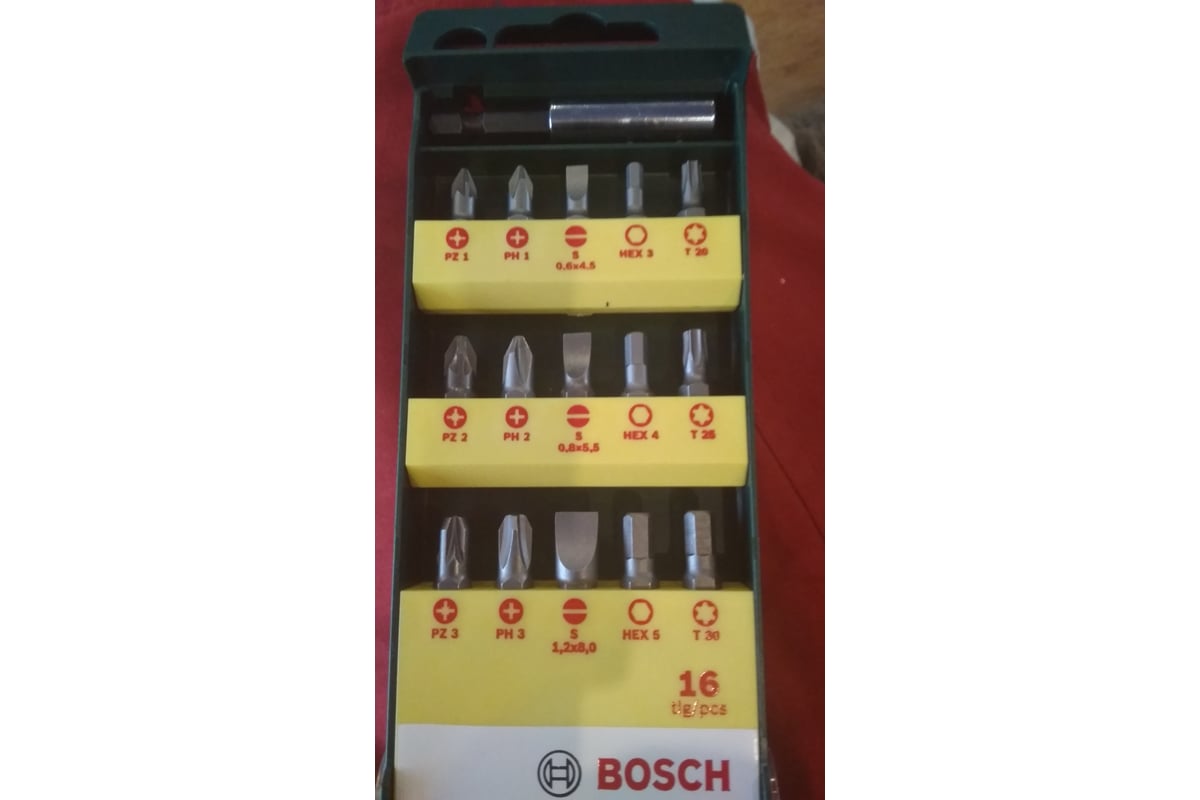 PZ 1 PH 1 S HEX 3 T 20
0,6x4,5
PZ 2 PH 2 S HEX 4 T 25
0,8x5,5
PZ 3 PH 3 S HEX 5 T 30
1,2x8,0
16
tlg/pcs
BOSCH